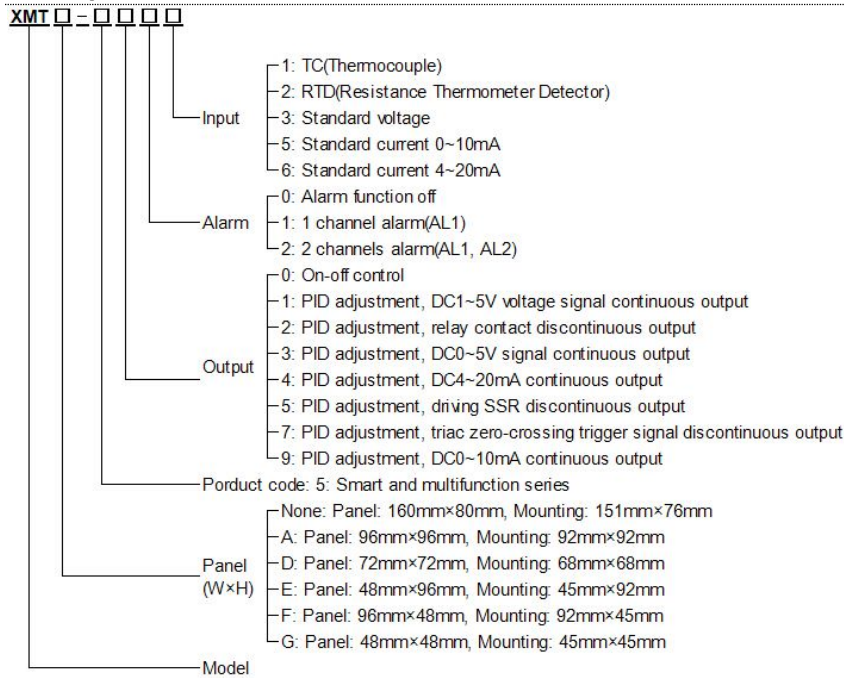 XMT □ - □ □ □ □
1: TC(Thermocouple)
2: RTD(Resistance Thermometer Detector)
Input
3: Standard voltage
5: Standard current 0~10mA
6: Standard current 4~20mA
0: Alarm function off
Alarm
1: 1 channel alarm(AL1)
2: 2 channels alarm(AL1, AL2)
0: On-off control
1: PID adjustment, DC1~5V voltage signal continuous output
2: PID adjustment, relay contact discontinuous output
3: PID adjustment, DC0~5V signal continuous output
Output
4: PID adjustment, DC4~20mA continuous output
5: PID adjustment, driving SSR discontinuous output
7: PID adjustment, triac zero-crossing trigger signal discontinuous output
9: PID adjustment, DC0~10mA continuous output
Porduct code: 5: Smart and multifunction series
None: Panel: 160mm×80mm, Mounting: 151mm×76mm
A: Panel: 96mm×96mm, Mounting: 92mm×92mm
Panel
(W×H)
D: Panel: 72mm×72mm, Mounting: 68mm×68mm
E: Panel: 48mm×96mm, Mounting: 45mm×92mm
F: Panel: 96mm×48mm, Mounting: 92mm×45mm
G: Panel: 48mm×48mm, Mounting: 45mm×45mm
Model